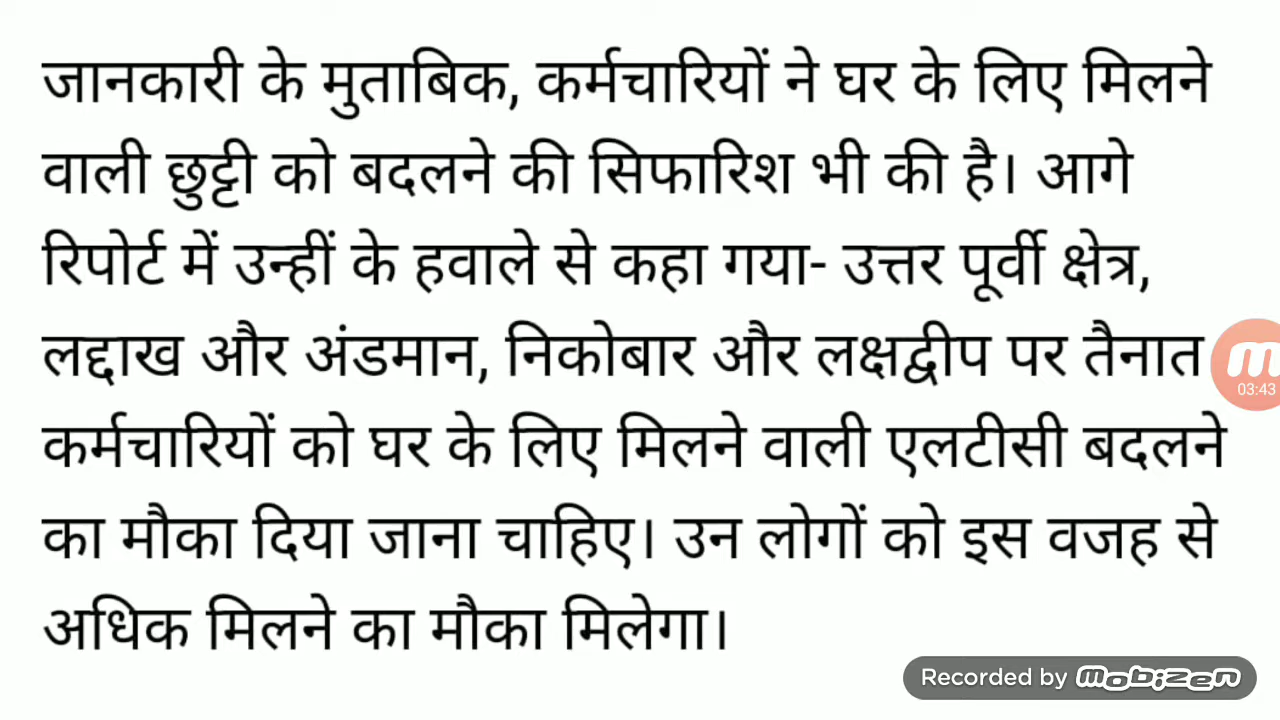 जानकारी के मुताबिक, कर्मचारियों ने घर के लिए मिलने
वाली छुट्टी को बदलने की सिफारिश भी की है। आगे
रिपोर्ट में उन्हीं के हवाले से कहा गया- उत्तर पूर्वी क्षेत्र,
लद्दाख और अंडमान, निकोबार और लक्षद्वीप पर तैनात
कर्मचारियों को घर के लिए मिलने वाली एलटीसी बदलने
का मौका दिया जाना चाहिए। उन लोगों को इस वजह से
अधिक मिलने का मौका मिलेगा।
03:43
Recorded by mobizen